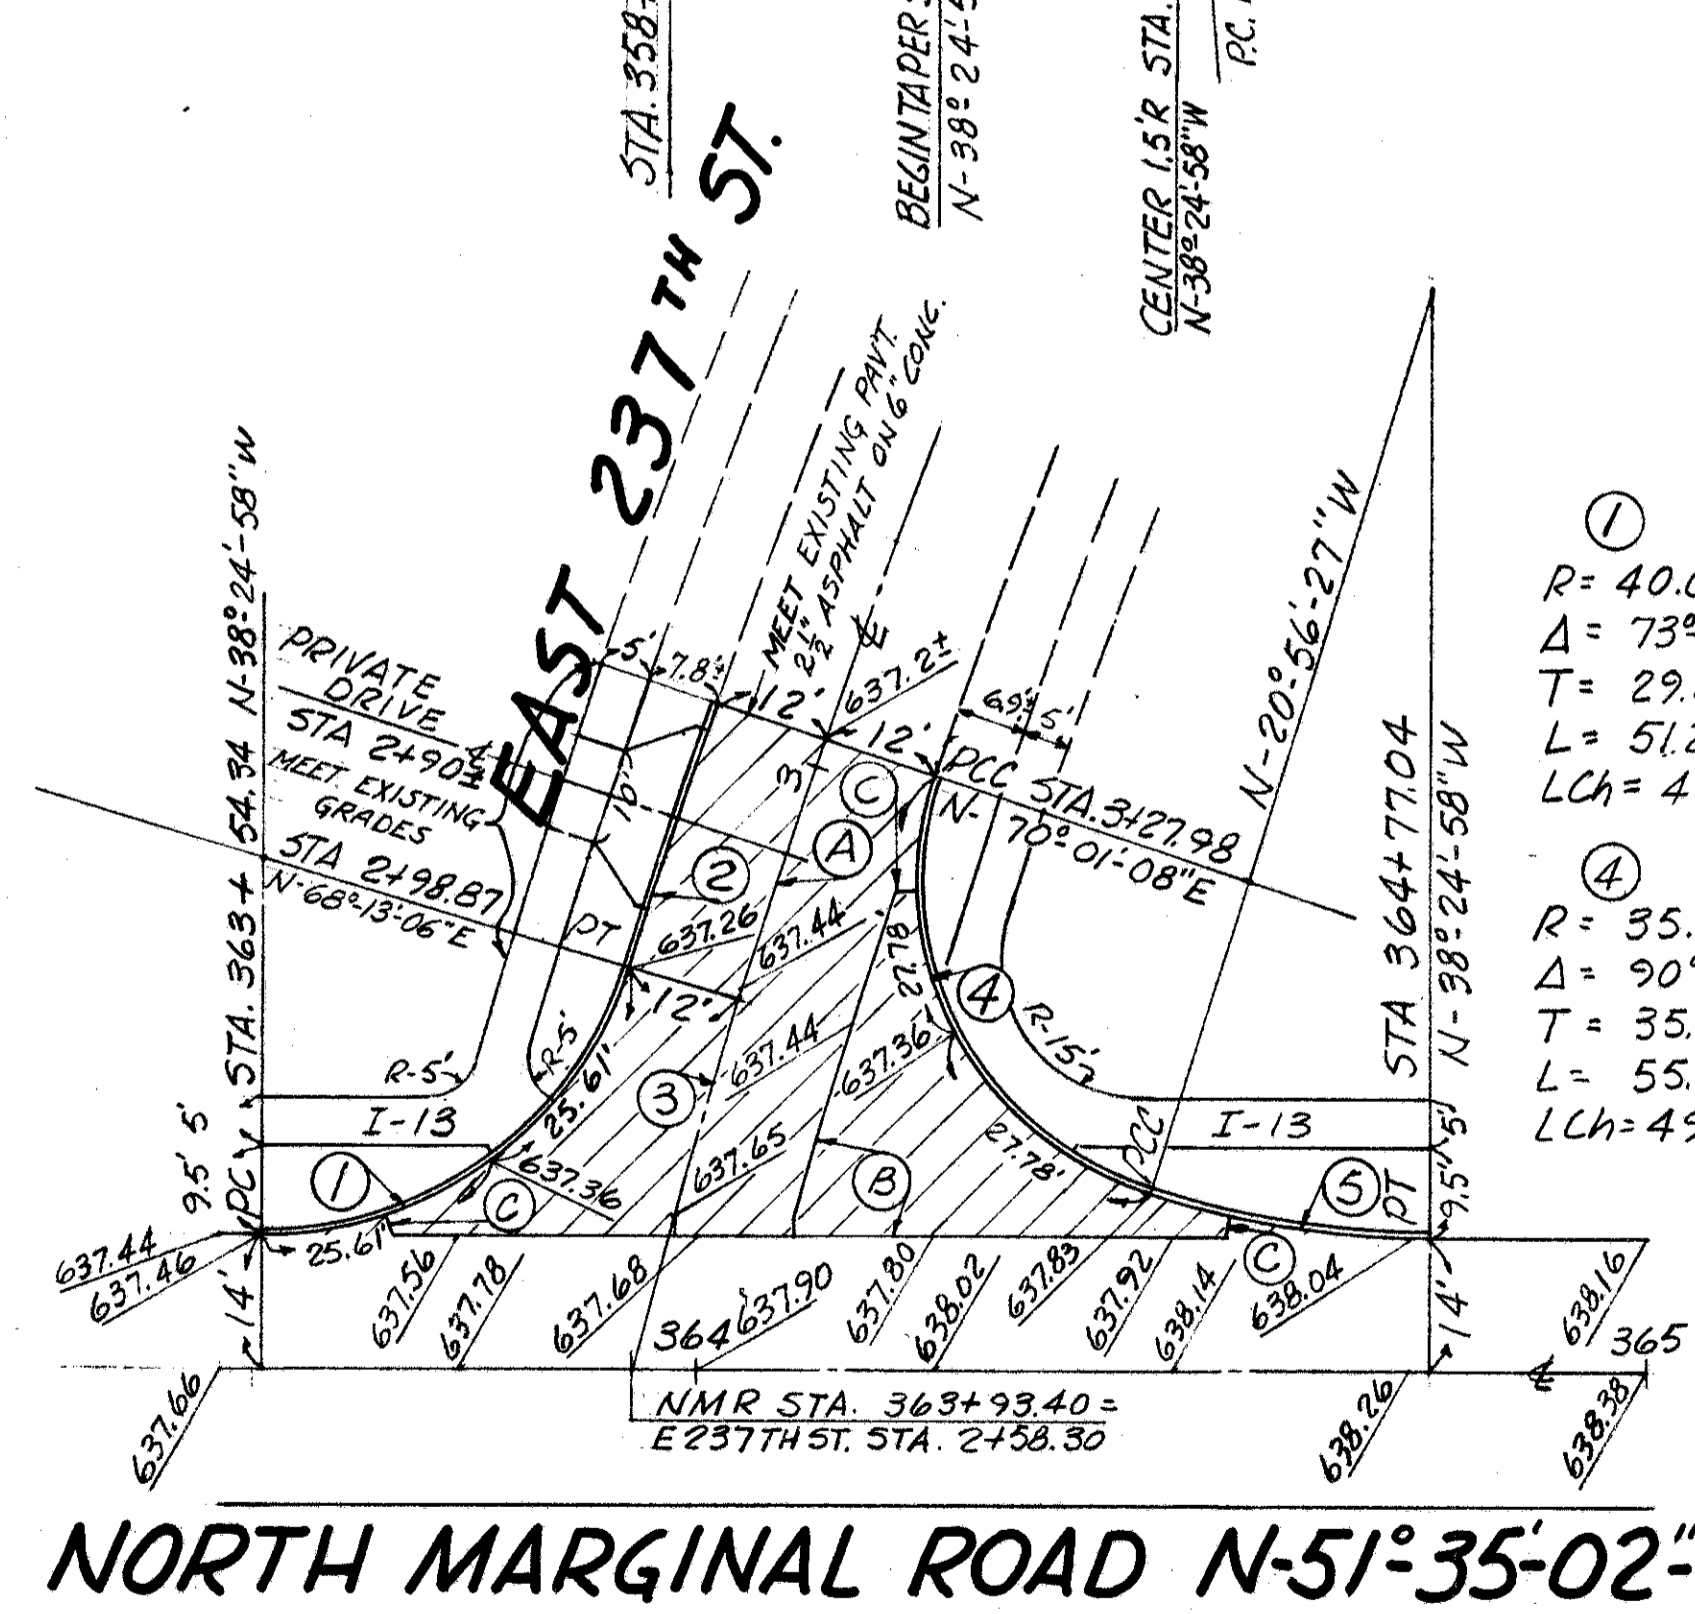 STA. 358+
BEGIN TAPER S
N-38°24'-5
CENTER 1.5'R STA.
N-38°-24'-58"W
P.C.
EAST 237TH ST.
STA. 363+54.34 N-38°24'-58"W
PRIVATE
DRIVE
STA 2+90±
MEET EXISTING
GRADES
STA 2+98.87
N-68°-13'-06"E
5'
7.8'±
12'
MEET EXISTING PAV'T.
2½" ASPHALT ON 6" CONC.
℄
637.2±
12'
6.9'±
5'
PCC STA.3+27.98
N-70°-01'-08"E
N-20°-56'-27"W
STA 364+77.04
N-38°-24'-58"W
16'
3
C
A
2
PT
637.26
637.44
12'
27.78'
4
R-15'
R-5'
R-5'
25.61'
3
637.44
637.36
I-13
I-13
9.5' 5'
PC
1
637.36
C
637.65
B
27.78'
PCC
5
PT
9.5' 5'
637.44
637.46
14'
25.61'
637.56
637.78
637.68
364
637.90
637.80
638.02
637.83
637.92
638.14
C
638.04
14'
638.16
365
℄
637.66
NMR STA. 363+93.40=
E237TH ST. STA. 2+58.30
638.26
638.38
NORTH MARGINAL ROAD N-51°-35'-02"-
1
R= 40.0
Δ= 73°
T= 29.
L= 51.2
LCh= 4
4
R= 35.
Δ= 90°
T= 35.
L= 55.
LCh=49